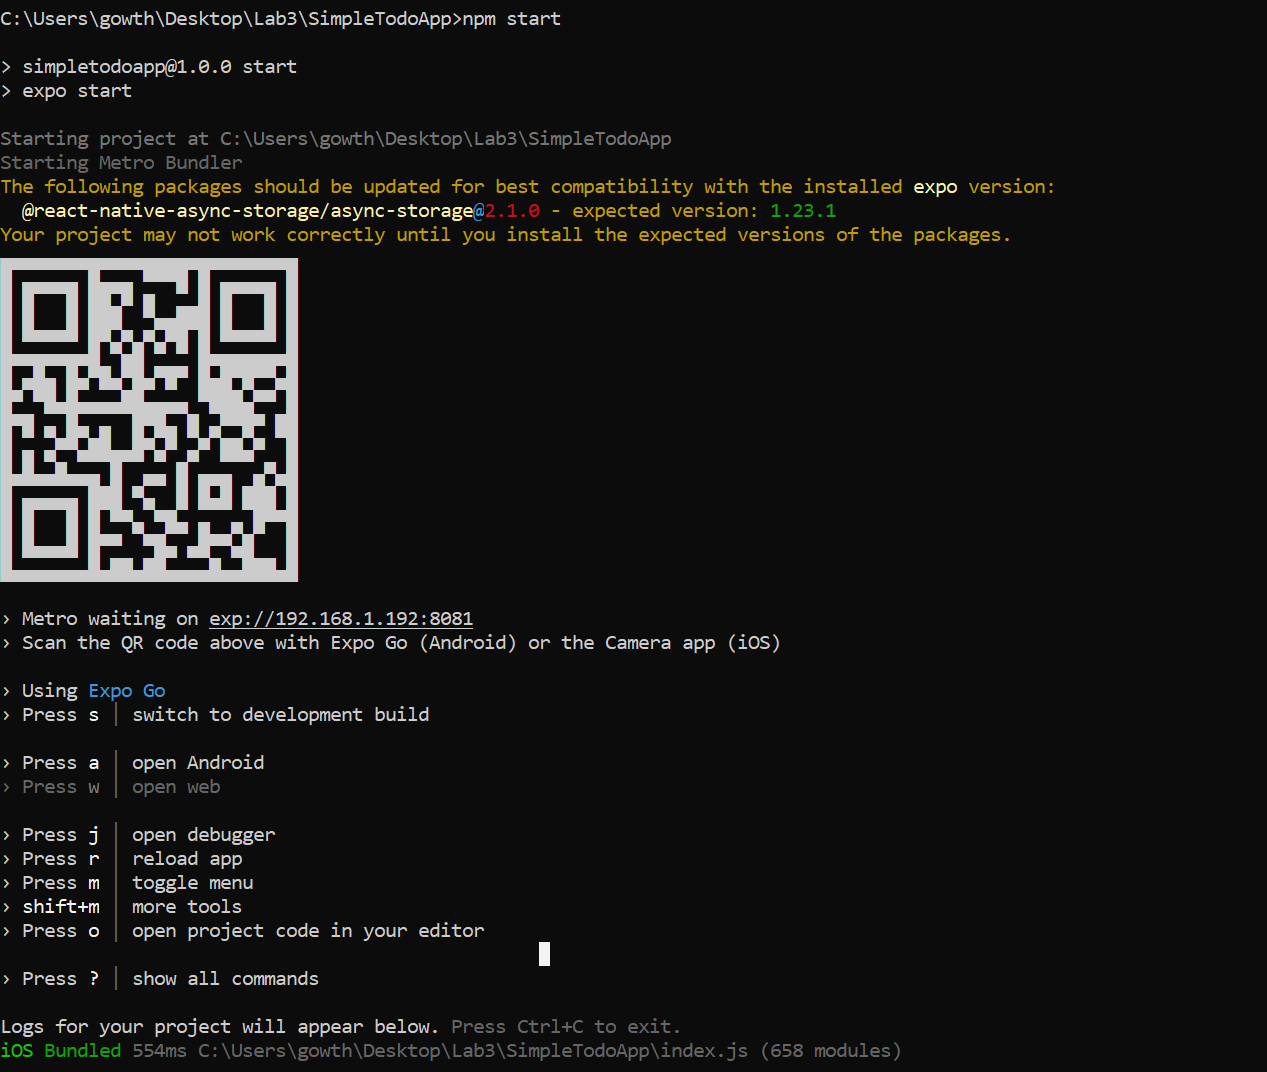 C:\Users\gowth\Desktop\Lab3\SimpleTodoApp>npm start
> simpletodoapp@1.0.0 start
> expo start
Starting project at C:\Users\gowth\Desktop\Lab3\SimpleTodoApp
Starting Metro Bundler
The following packages should be updated for best compatibility with the installed expo version:
  @react-native-async-storage/async-storage@2.1.0 - expected version: 1.23.1
Your project may not work correctly until you install the expected versions of the packages.
› Metro waiting on exp://192.168.1.192:8081
› Scan the QR code above with Expo Go (Android) or the Camera app (iOS)
› Using Expo Go
› Press s │ switch to development build
› Press a │ open Android
› Press w │ open web
› Press j │ open debugger
› Press r │ reload app
› Press m │ toggle menu
› shift+m │ more tools
› Press o │ open project code in your editor
› Press ? │ show all commands
Logs for your project will appear below. Press Ctrl+C to exit.
iOS Bundled 554ms C:\Users\gowth\Desktop\Lab3\SimpleTodoApp\index.js (658 modules)